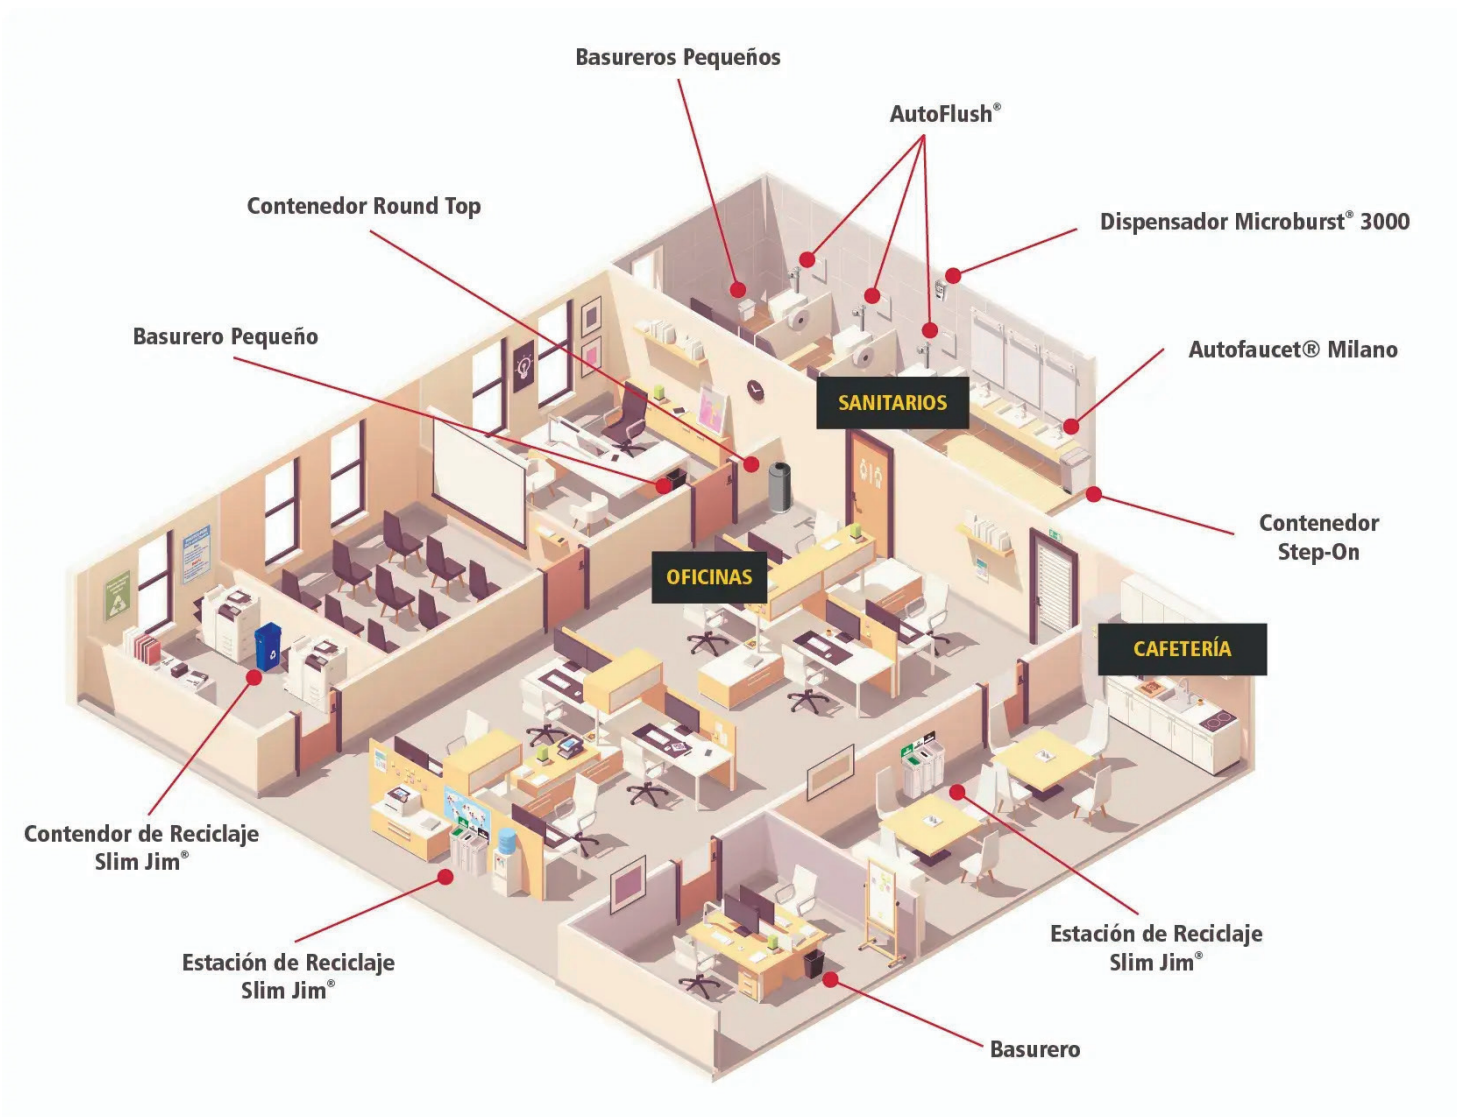 Basureros Pequeños
AutoFlush®
Contenedor Round Top
Dispensador Microburst® 3000
Basurero Pequeño
Autofaucet® Milano
SANITARIOS
Contenedor
Step-On
OFICINAS
CAFETERÍA
Contendor de Reciclaje
Slim Jim®
Estación de Reciclaje
Slim Jim®
Estación de Reciclaje
Slim Jim®
Basurero